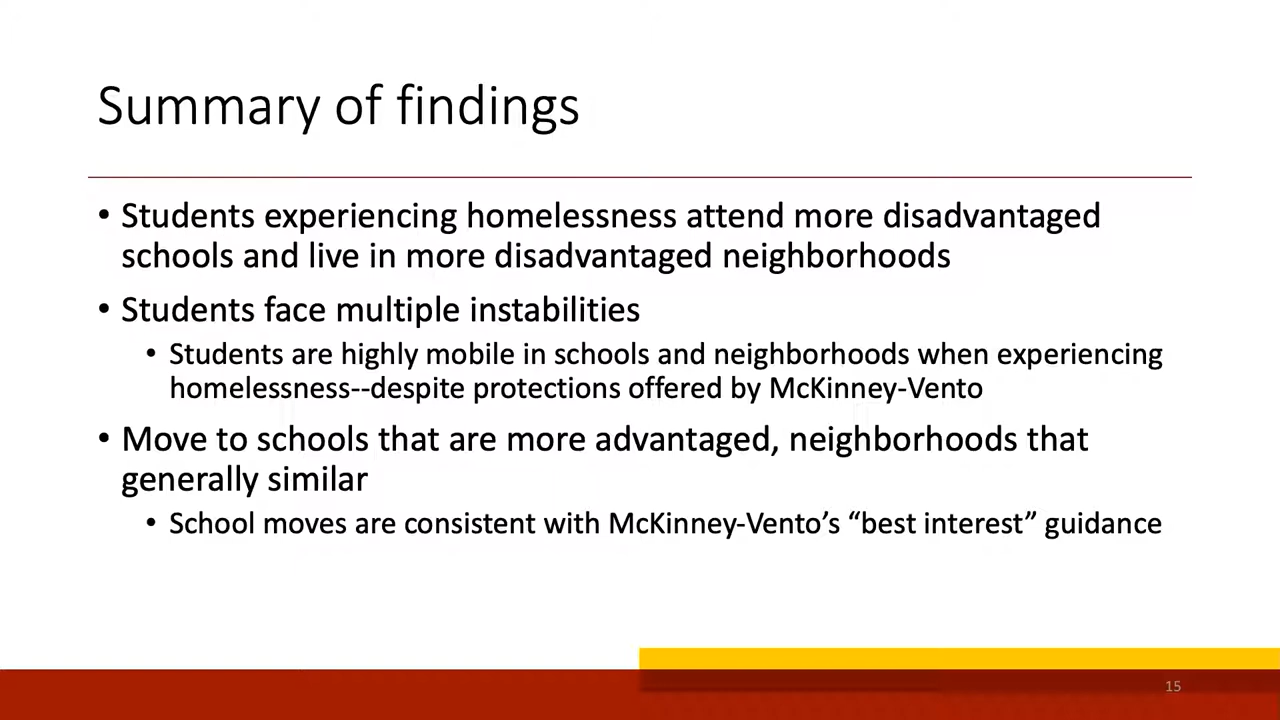 Summary of findings
• Students experiencing homelessness attend more disadvantaged
schools and live in more disadvantaged neighborhoods
• Students face multiple instabilities
• Students are highly mobile in schools and neighborhoods when experiencing
homelessness--despite protections offered by McKinney-Vento
• Move to schools that are more advantaged, neighborhoods that
generally similar
• School moves are consistent with McKinney-Vento’s “best interest” guidance
15